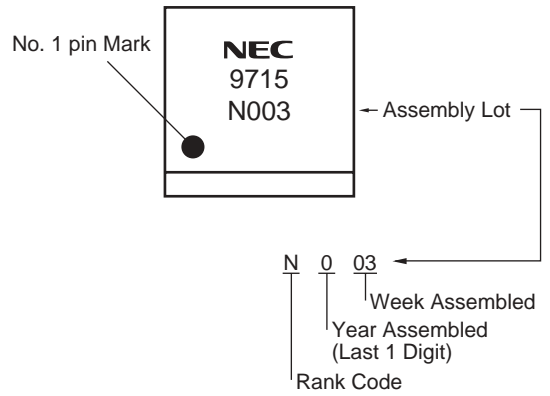 No. 1 pin Mark
NEC
9715
N003
Assembly Lot
N 0 03
Week Assembled
Year Assembled
(Last 1 Digit)
Rank Code